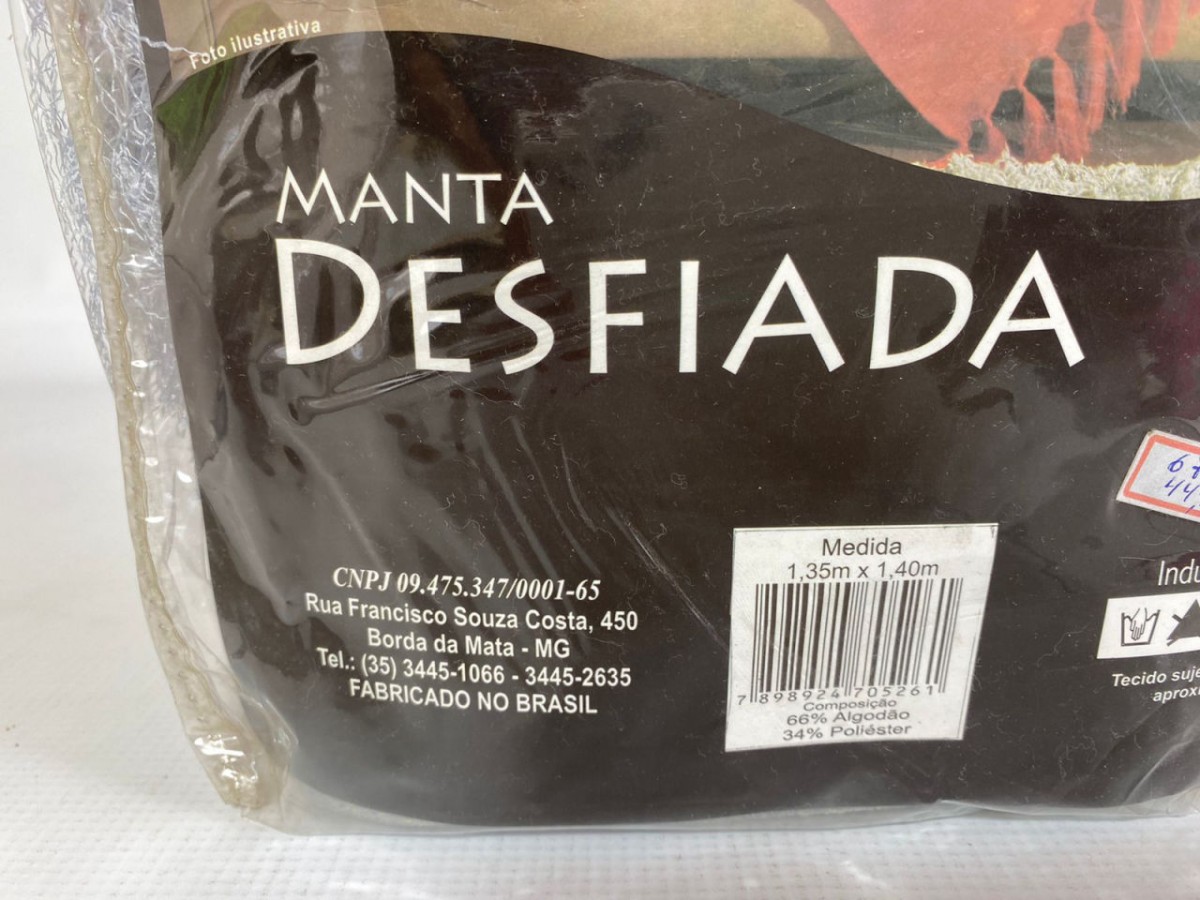 Foto ilustrativa
MANTA
DESFIADA
CNPJ 09.475.347/0001-65
Rua Francisco Souza Costa, 450
Borda da Mata - MG
Tel.: (35) 3445-1066 - 3445-2635
FABRICADO NO BRASIL
Medida
1,35m x 1,40m
7 898924 705261
Composição
66% Algodão
34% Poliéster
Tecido